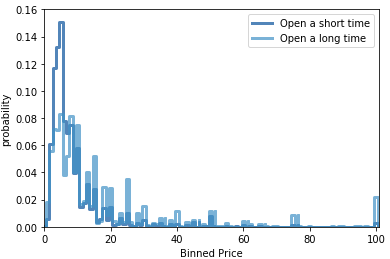 0.16
0.14
0.12
0.10
0.08
0.06
0.04
0.02
0.00
probability
Open a short time
Open a long time
0 20 40 60 80 100
Binned Price